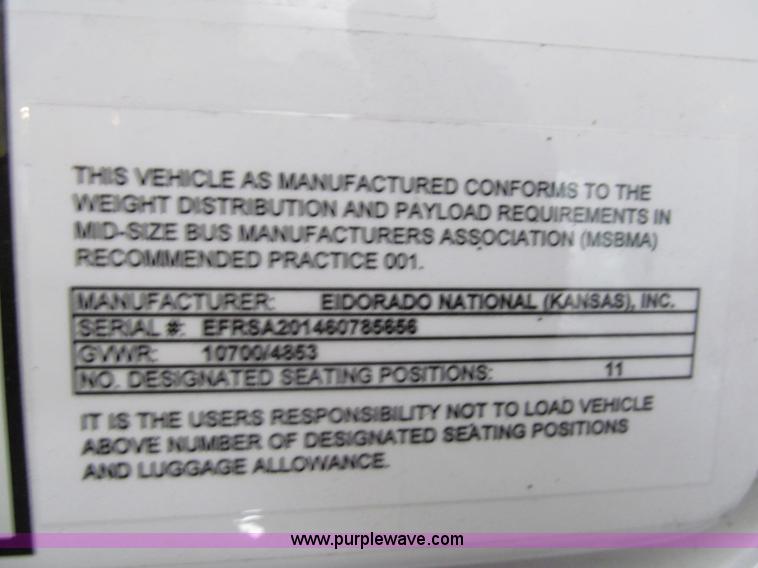 THIS VEHICLE AS MANUFACTURED CONFORMS TO THE
WEIGHT DISTRIBUTION AND PAYLOAD REQUIREMENTS IN
MID-SIZE BUS MANUFACTURERS ASSOCIATION (MSBMA)
RECOMMENDED PRACTICE 001.
MANUFACTURER: ElDORADO NATIONAL (KANSAS), INC.
SERIAL #: EFRSA201460785656
GVWR: 10700/4853
NO. DESIGNATED SEATING POSITIONS: 11
IT IS THE USERS RESPONSIBILITY NOT TO LOAD VEHICLE
ABOVE NUMBER OF DESIGNATED SEATING POSITIONS
AND LUGGAGE ALLOWANCE.
www.purplewave.com